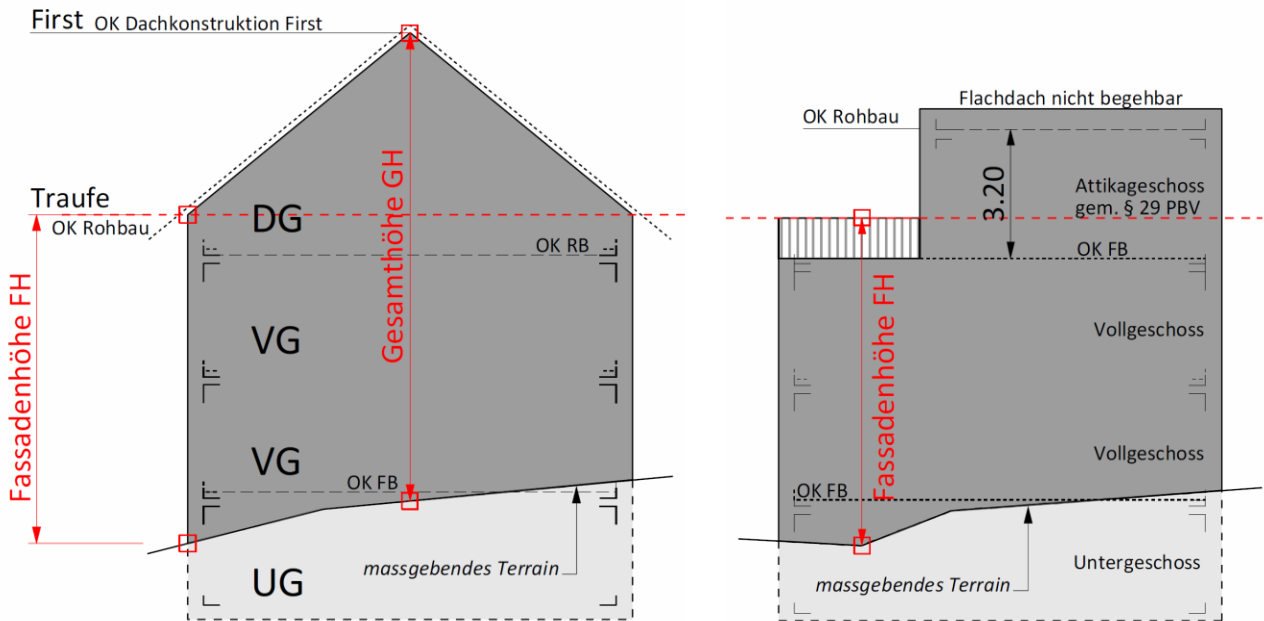 First OK Dachkonstruktion First
Traufe
OK Rohbau
DG
OK RB
Gesamthöhe GH
Fassadenhöhe FH
VG
VG
OK FB
massgebendes Terrain
UG
Flachdach nicht begehbar
OK Rohbau
3.20
Attikageschoss
gem. § 29 PBV
OK FB
Fassadenhöhe FH
Vollgeschoss
Vollgeschoss
OK FB
massgebendes Terrain
Untergeschoss